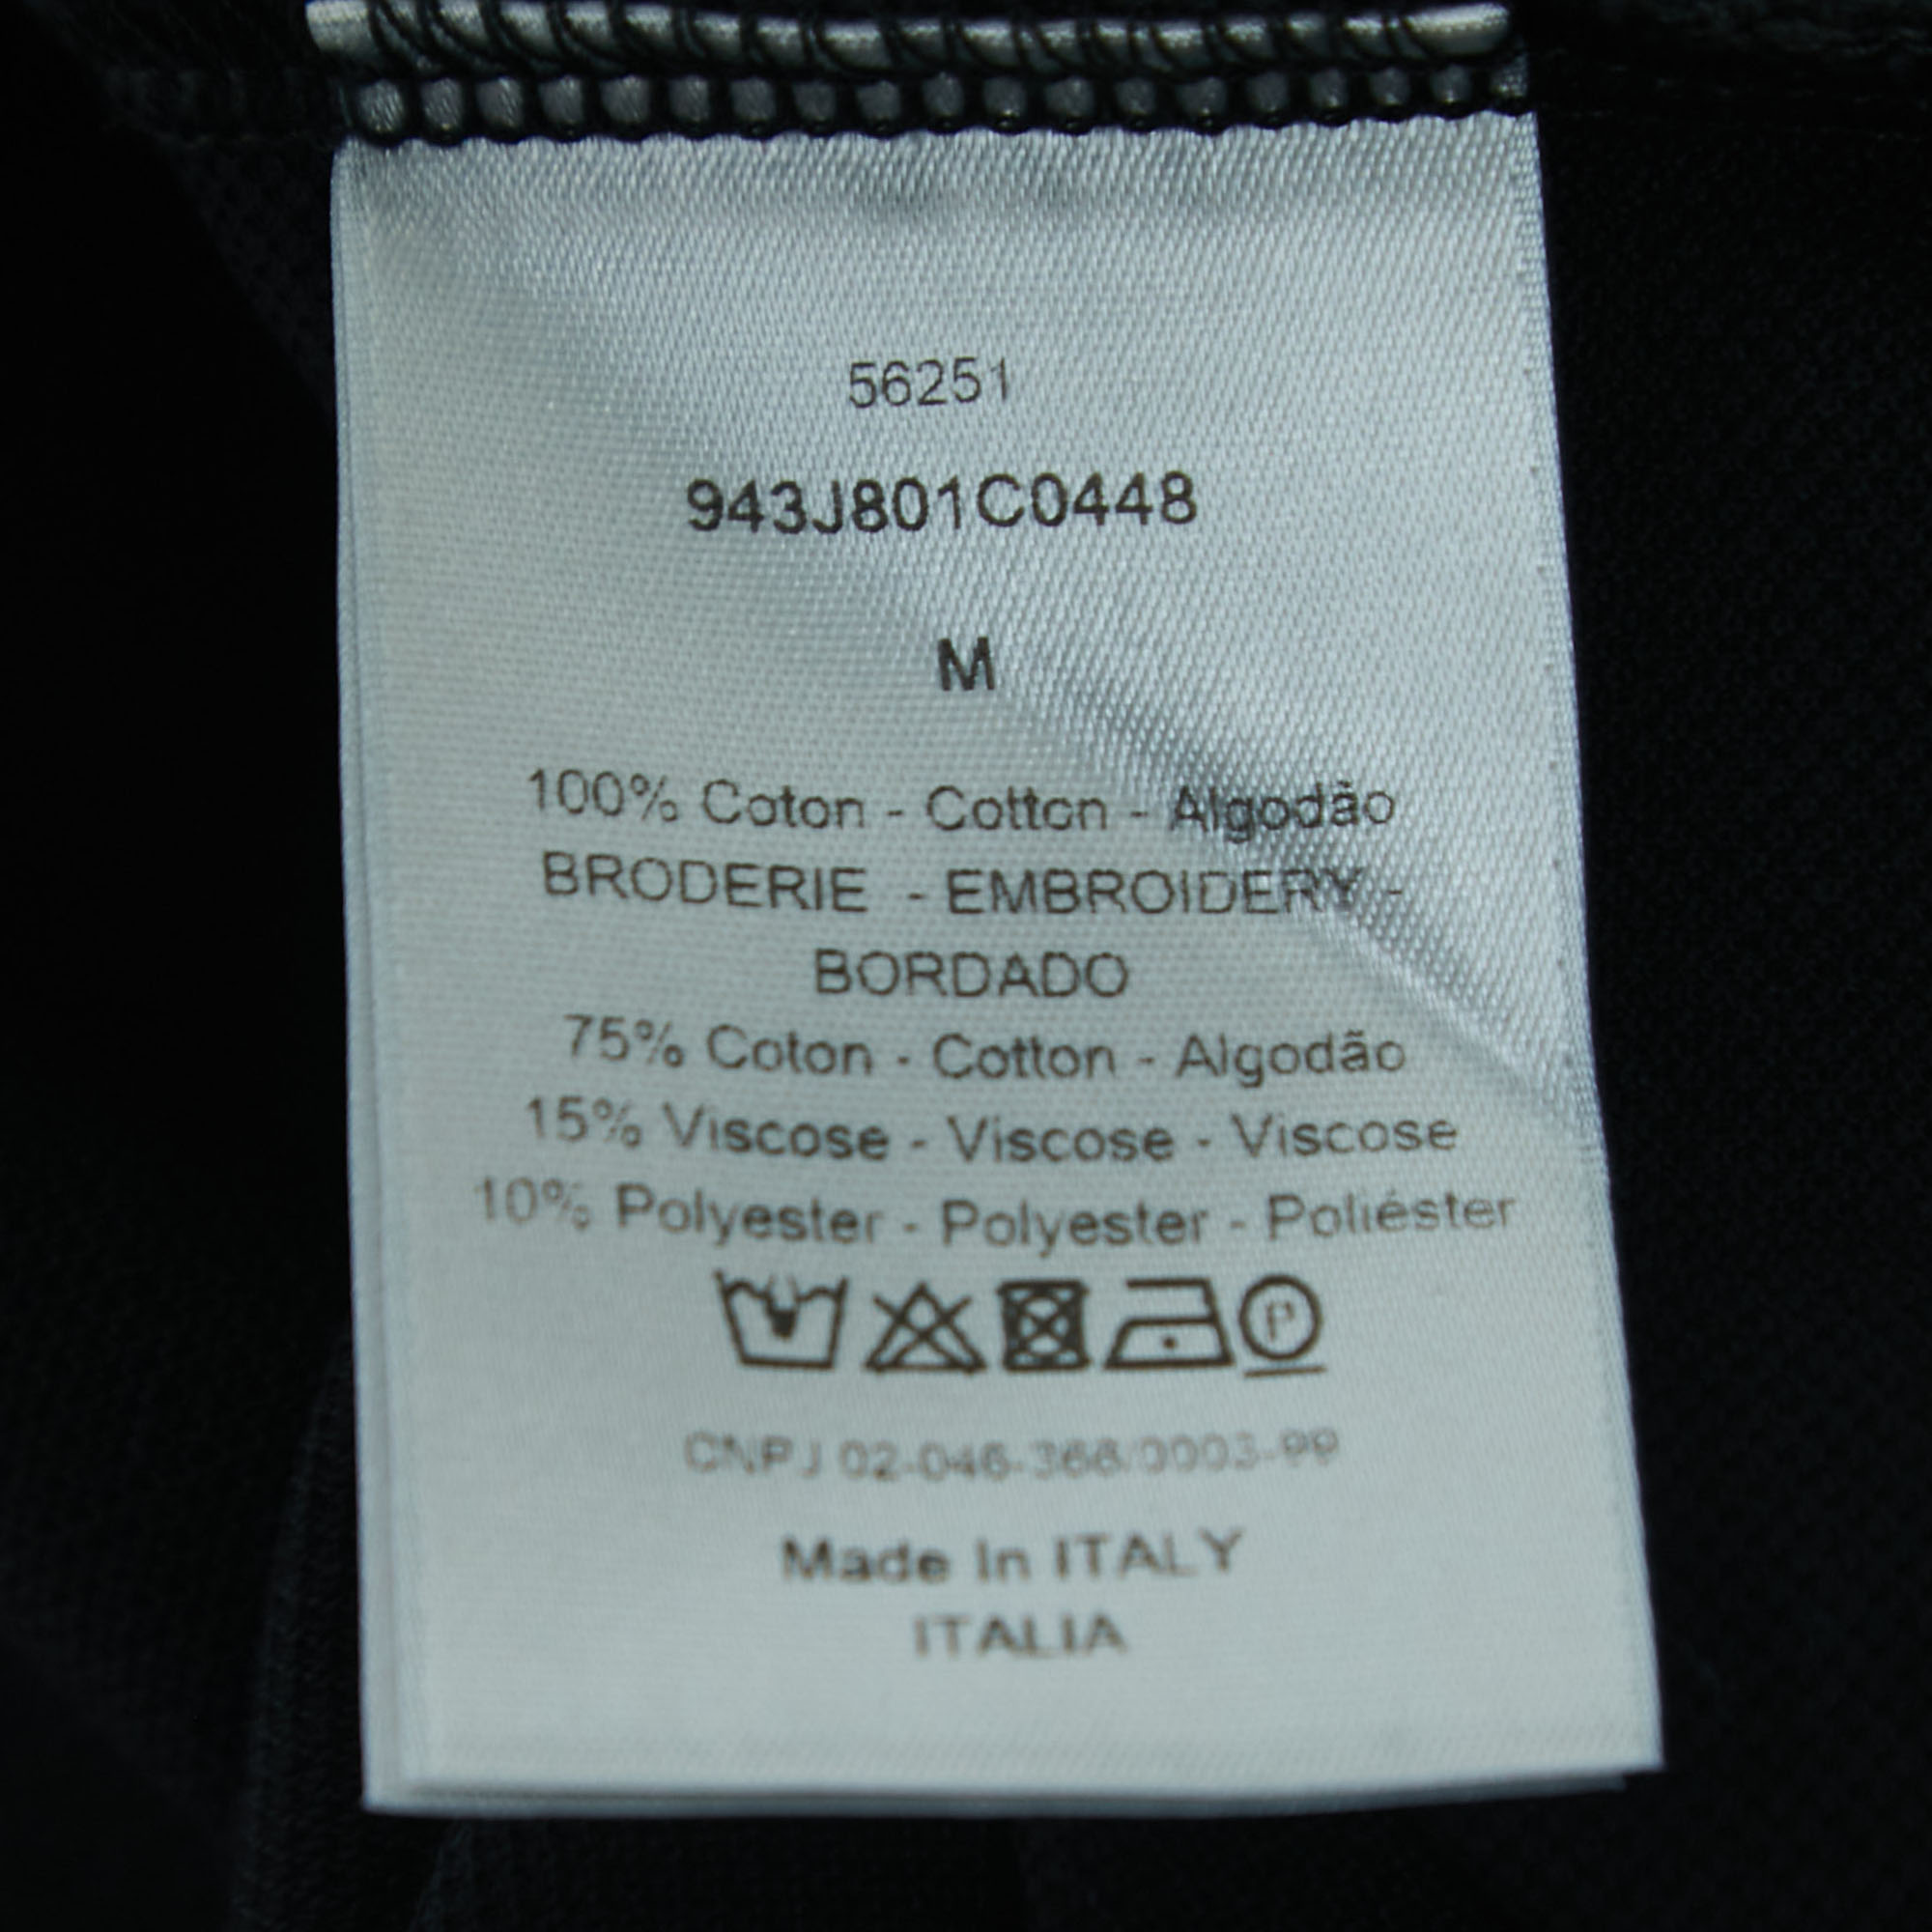 56251
943J801C0448
M
100% Coton - Cotton - Algodão
BRODERIE - EMBROIDERY -
BORDADO
75% Coton - Cotton - Algodão
15% Viscose - Viscose - Viscose
10% Polyester - Polyester - Poliéster
P
CNPJ 02-046-366/0003-99
Made In ITALY
ITALIA